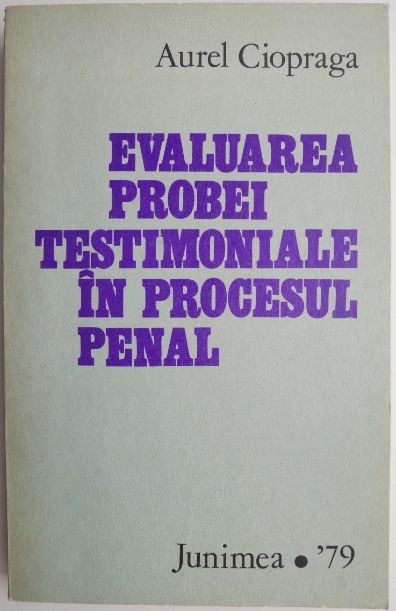 Aurel Ciopraga
EVALUAREA
PROBEI
TESTIMONIALE
ÎN PROCESUL
PENAL
Junimea • '79